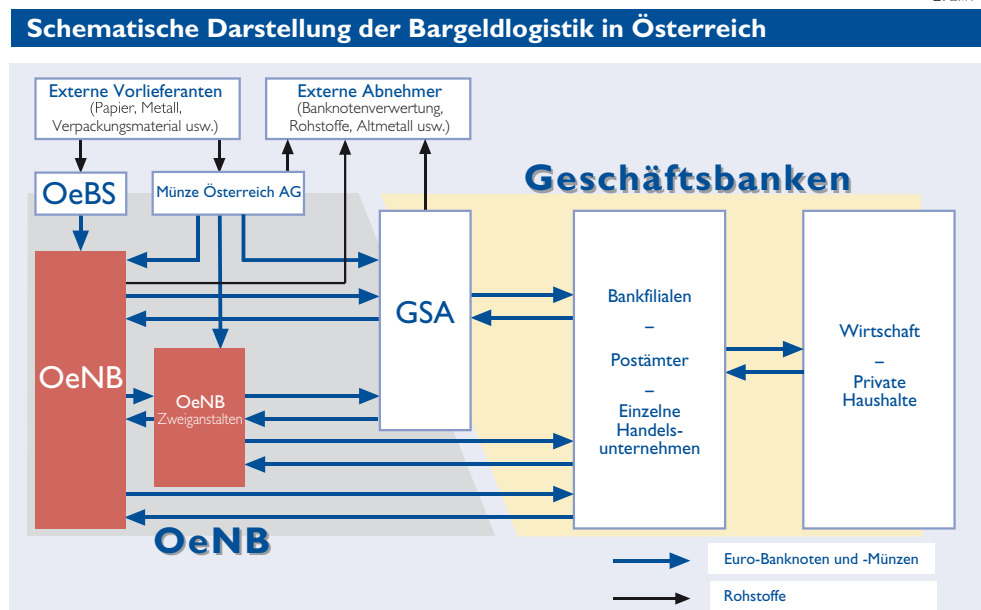 Schematische Darstellung der Bargeldlogistik in Österreich
Externe Vorlieferanten
(Papier, Metall,
Verpackungsmaterial usw.)
Externe Abnehmer
(Banknotenverwertung,
Rohstoffe, Altmetall usw.)
OeBS
Münze Österreich AG
Geschäftsbanken
OeNB
OeNB
Zweiganstalten
GSA
Bankfilialen
–
Postämter
–
Einzelne
Handels-
unternehmen
Wirtschaft
–
Private
Haushalte
OeNB
Euro-Banknoten und -Münzen
Rohstoffe